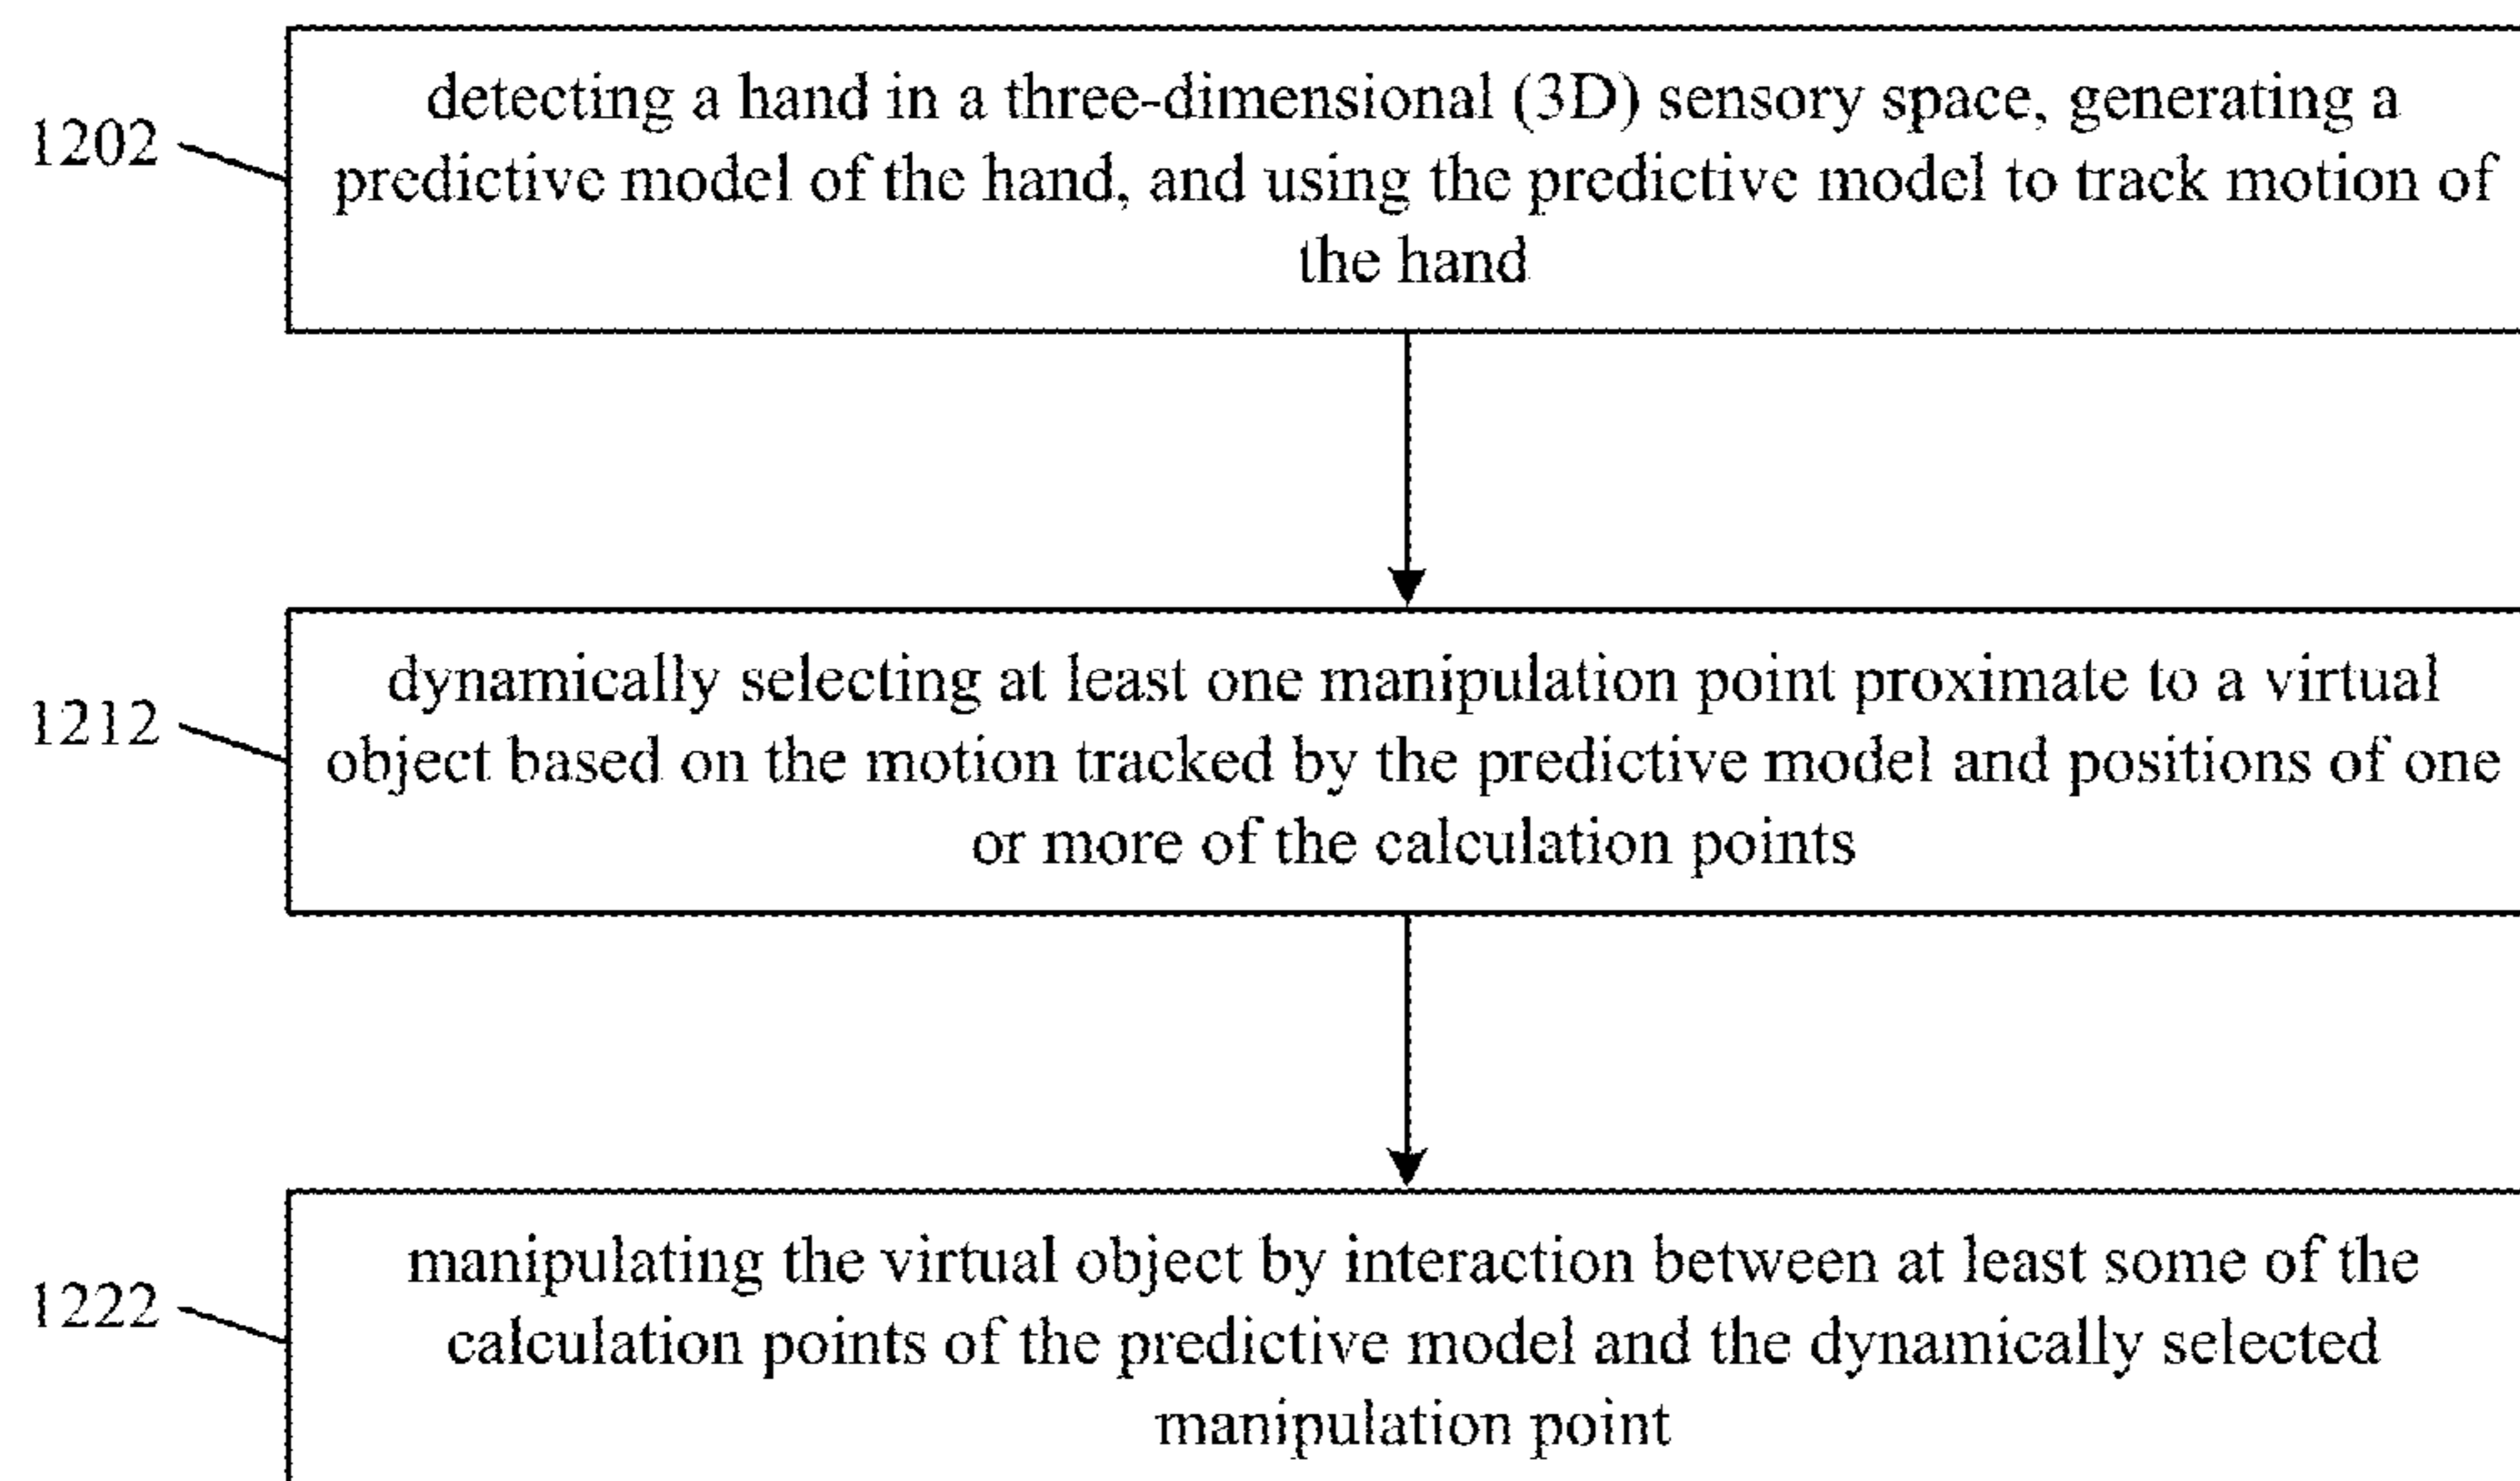 detecting a hand in a three-dimensional (3D) sensory space, generating a
1202
predictive model of the hand, and using the predictive model to track motion of
the hand
dynamically selecting at least one manipulation point proximate to a virtual
1212
object based on the motion tracked by the predictive model and positions of one
or more of the calculation points
manipulating the virtual object by interaction between at least some of the
1222
calculation points of the predictive model and the dynamically selected
manipulation point